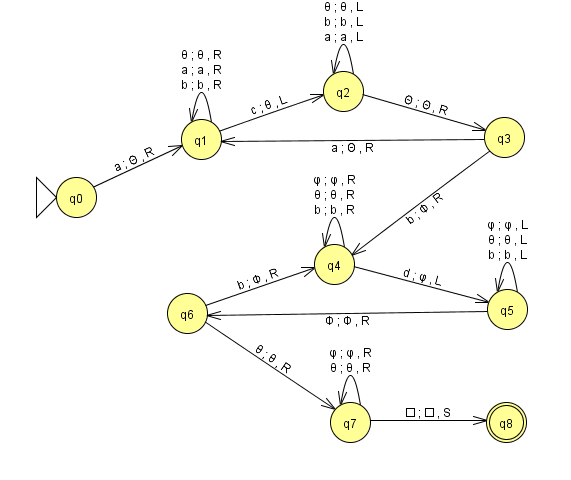 θ ; θ , L
b ; b , L
a ; a , L
θ ; θ , R
a ; a , R
b ; b , R
q2
c ; θ , L
Θ ; Θ , R
q1
q3
a ; Θ , R
a ; Θ , R
q0
φ ; φ , R
θ ; θ , R
b ; b , R
b ; Φ , R
q4
φ ; φ , L
θ ; θ , L
b ; b , L
b ; Φ , R
d ; φ , L
q6
q5
Φ ; Φ , R
θ ; θ , R
φ ; φ , R
θ ; θ , R
q7
□ ; □ , S
q8